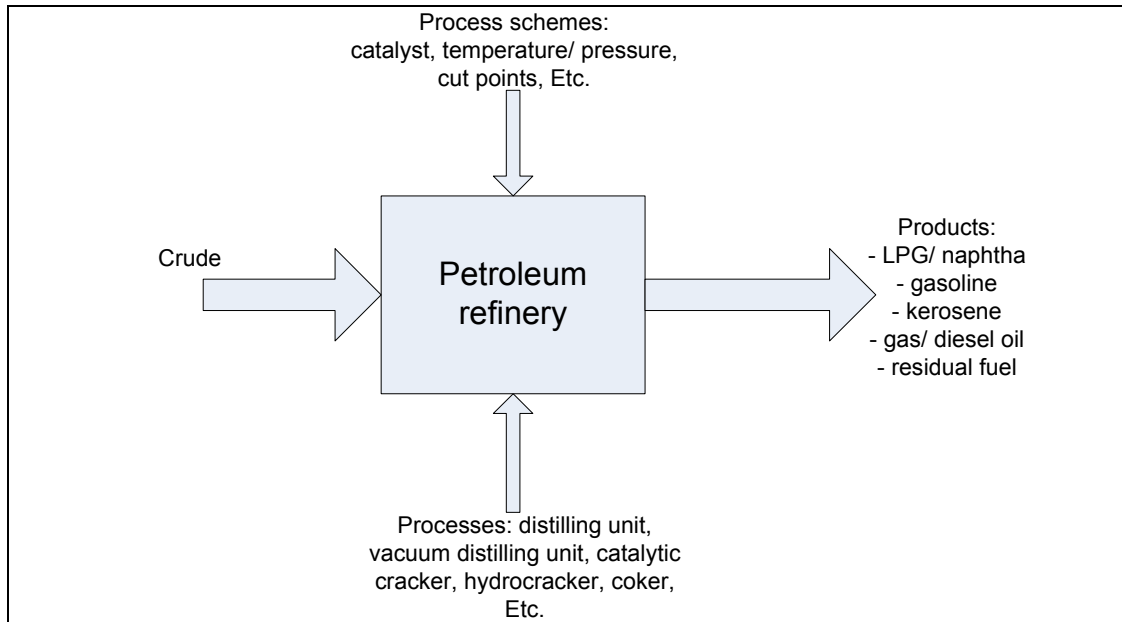 Process schemes:
catalyst, temperature/ pressure,
cut points, Etc.
Crude
Petroleum
refinery
Products:
- LPG/ naphtha
- gasoline
- kerosene
- gas/ diesel oil
- residual fuel
Processes: distilling unit,
vacuum distilling unit, catalytic
cracker, hydrocracker, coker,
Etc.